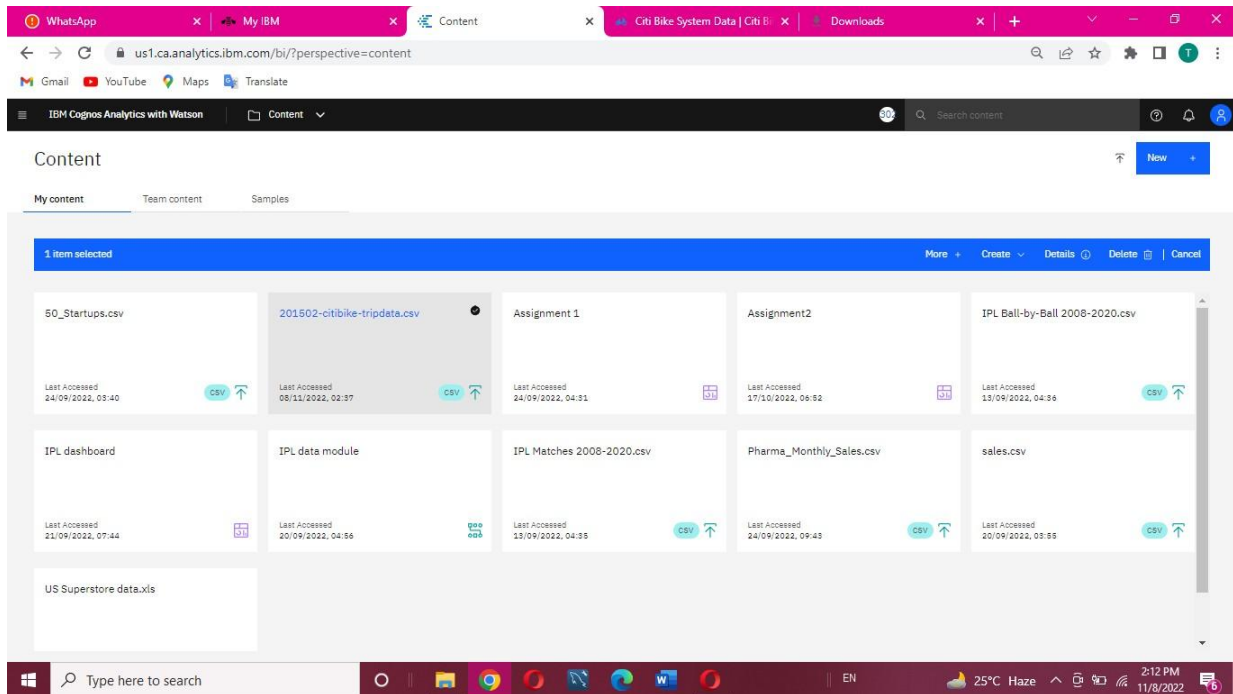 WhatsApp My IBM Content Citi Bike System Data | Citi Bi Downloads
us1.ca.analytics.ibm.com/bi/?perspective=content
Gmail YouTube Maps Translate
IBM Cognos Analytics with Watson Content Search content
Content New +
My content Team content Samples
1 item selected More + Create Details Delete | Cancel
50_Startups.csv 201502-citibike-tripdata.csv Assignment 1 Assignment2 IPL Ball-by-Ball 2008-2020.csv
Last Accessed Last Accessed Last Accessed Last Accessed Last Accessed
24/09/2022, 03:40 CSV 08/11/2022, 02:37 CSV 24/09/2022, 04:31 17/10/2022, 06:52 13/09/2022, 04:36 CSV
IPL dashboard IPL data module IPL Matches 2008-2020.csv Pharma_Monthly_Sales.csv sales.csv
Last Accessed Last Accessed Last Accessed Last Accessed Last Accessed
21/09/2022, 07:44 20/09/2022, 04:56 13/09/2022, 04:35 CSV 24/09/2022, 09:43 CSV 20/09/2022, 03:55 CSV
US Superstore data.xls
Type here to search EN 25°C Haze 2:12 PM
11/8/2022